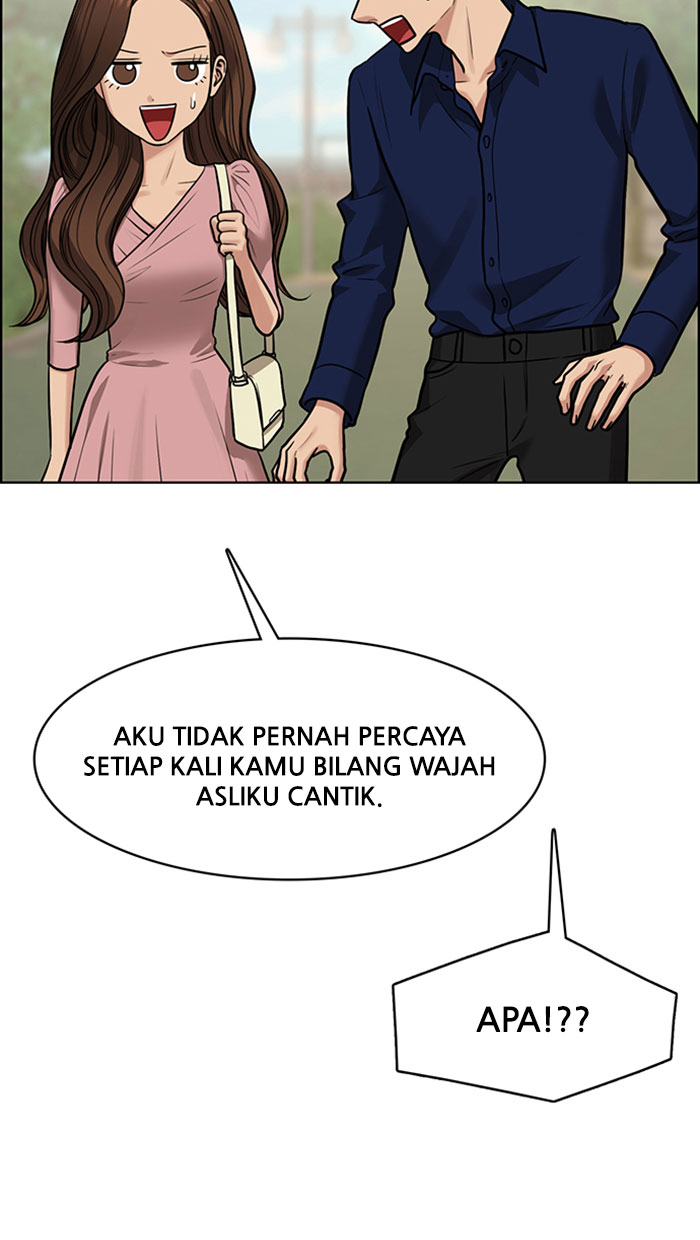 AKU TIDAK PERNAH PERCAYA
SETIAP KALI KAMU BILANG WAJAH
ASLIKU CANTIK.
APA!??